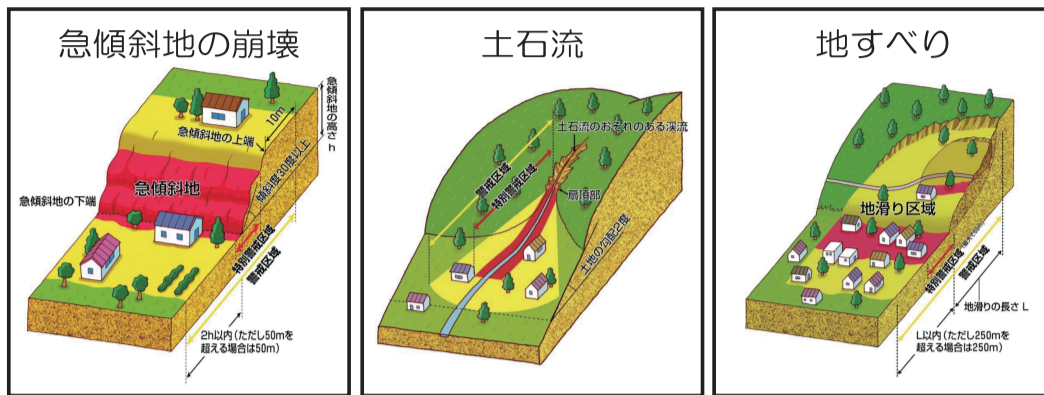 急傾斜地の崩壊
急傾斜地の高さh
10m
急傾斜地の上端
傾斜度30度以上
急傾斜地
急傾斜地の下端
特別警戒区域
警戒区域
2h以内(ただし50mを
超える場合は50m)
土石流
土石流のおそれのある渓流
警戒区域
特別警戒区域
扇頂部
土地の勾配2度
地すべり
地滑り区域
特別警戒区域
警戒区域
地滑りの長さ L
L以内(ただし250mを
超える場合は250m)